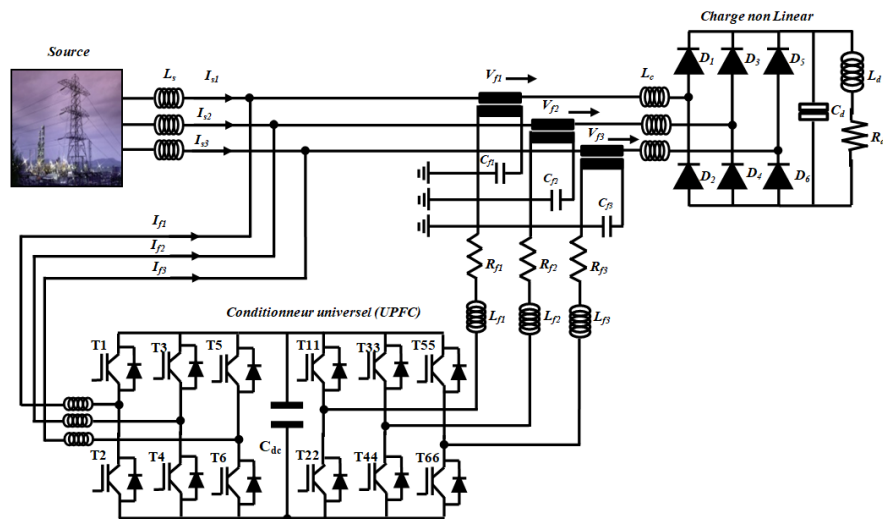 Charge non Linear
Source
Ls
Is1
Vf1
Lc
D1
D3
D5
Ld
Is2
Vf2
Cd
Is3
Vf3
Rd
Cf1
Cf2
Cf3
D2
D4
D6
If1
If2
If3
Rf1
Rf2
Rf3
Conditionneur universel (UPFC)
Lf1
Lf2
Lf3
T1
T3
T5
T11
T33
T55
Cdc
T2
T4
T6
T22
T44
T66